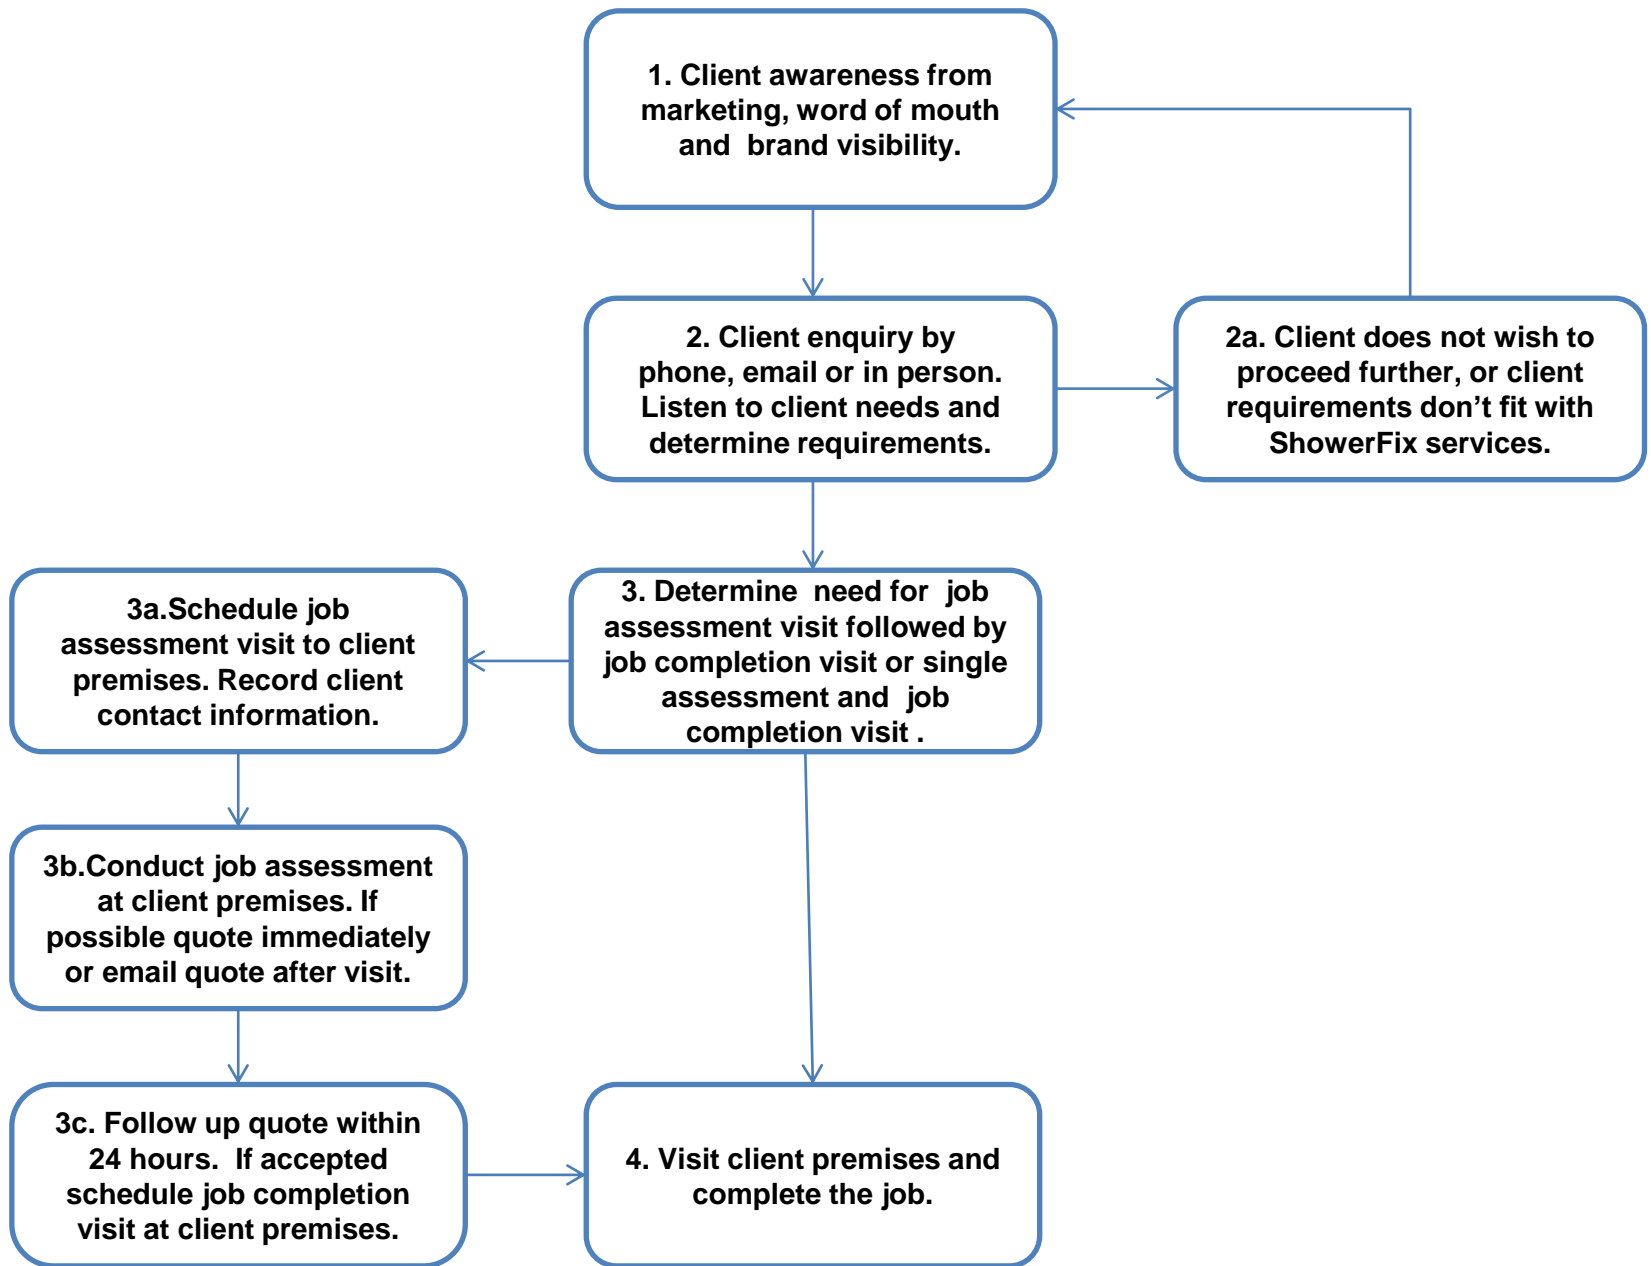 1. Client awareness from
marketing, word of mouth
and  brand visibility.
2. Client enquiry by
phone, email or in person.
Listen to client needs and
determine requirements.
2a. Client does not wish to
proceed further, or client
requirements don’t fit with
ShowerFix services.
3. Determine  need for  job
assessment visit followed by
job completion visit or single
assessment and  job
completion visit .
3a.Schedule job
assessment visit to client
premises. Record client
contact information.
3b.Conduct job assessment
at client premises. If
possible quote immediately
or email quote after visit.
3c. Follow up quote within
24 hours.  If accepted
schedule job completion
visit at client premises.
4. Visit client premises and
complete the job.